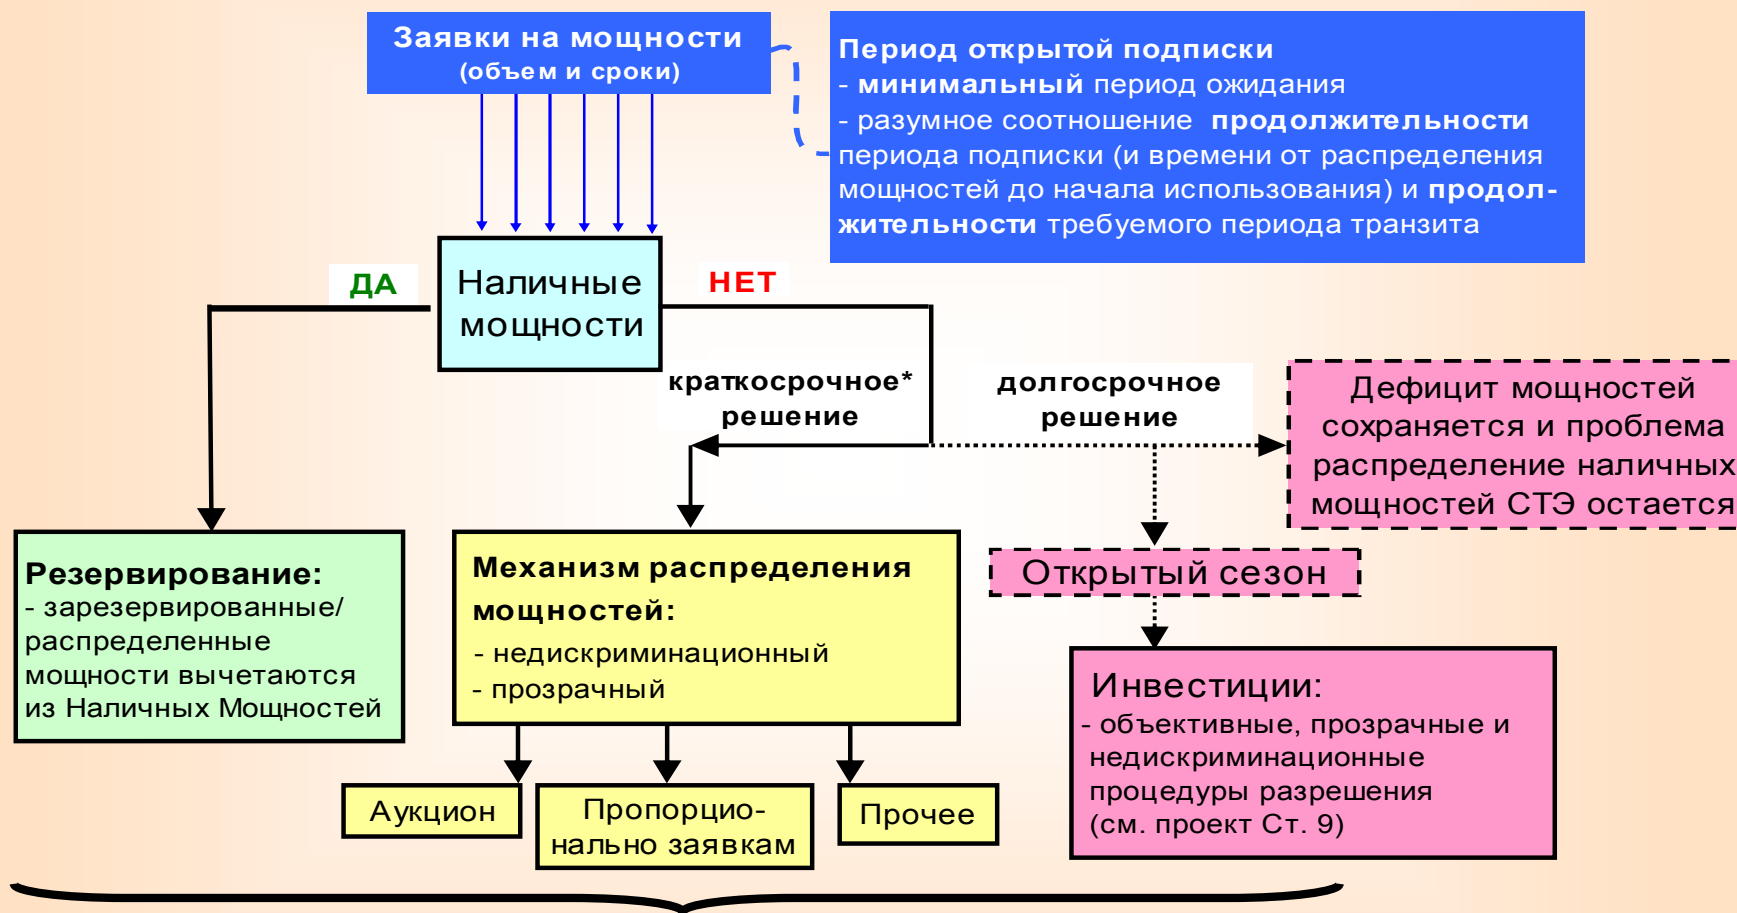 Заявки на мощности
(объем и сроки)
Период открытой подписки
- минимальный период ожидания
- разумное соотношение продолжительности
периода подписки (и времени от распределения
мощностей до начала использования) и продол-
жительности требуемого периода транзита
ДА
Наличные
мощности
НЕТ
краткосрочное*
решение
долгосрочное
решение
Дефицит мощностей
сохраняется и проблема
распределение наличных
мощностей СТЭ остается
Резервирование:
- зарезервированные/
распределенные
мощности вычетаются
из Наличных Мощностей
Механизм распределения
мощностей:
- недискриминационный
- прозрачный
Открытый сезон
Инвестиции:
- объективные, прозрачные и
недискриминационные
процедуры разрешения
(см. проект Ст. 9)
Аукцион
Пропорцио-
нально заявкам
Прочее